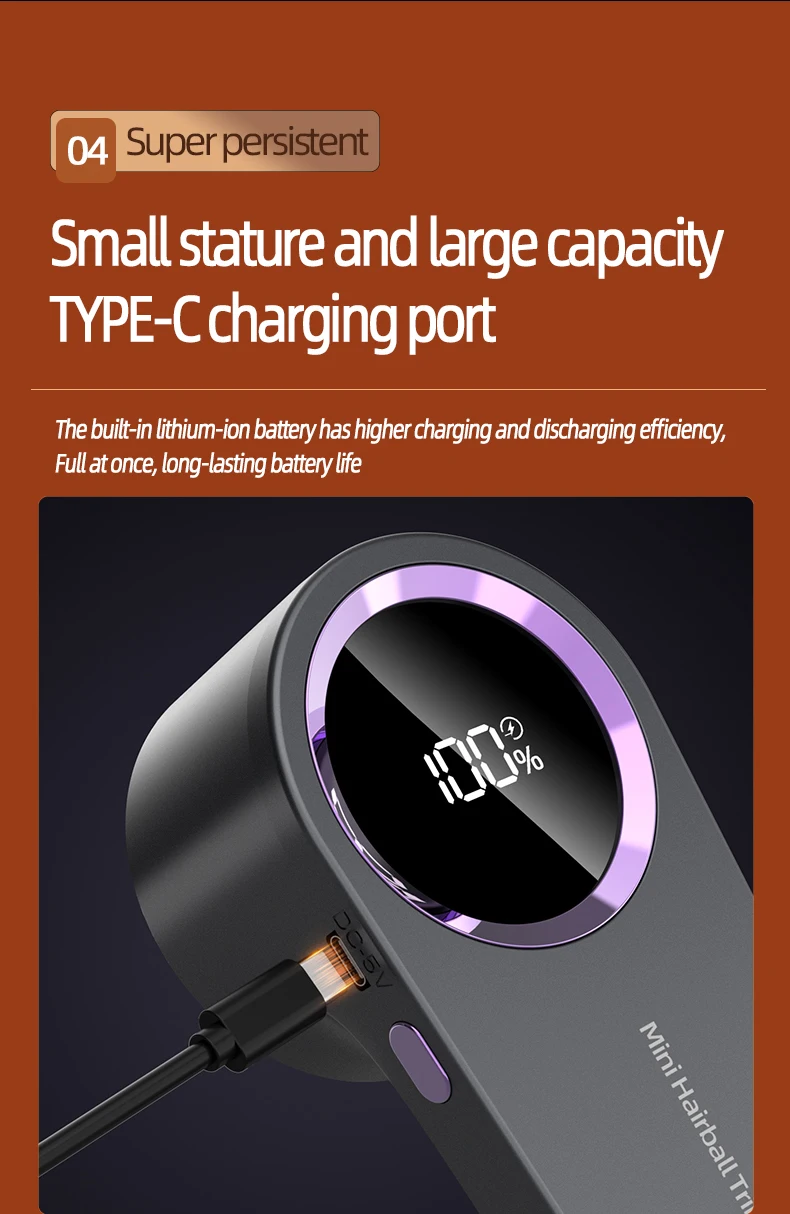 04 Super persistent
Small stature and large capacity
TYPE-C charging port
The built-in lithium-ion battery has higher charging and discharging efficiency,
Full at once, long-lasting battery life
100%
DC-5V
Mini Hairball